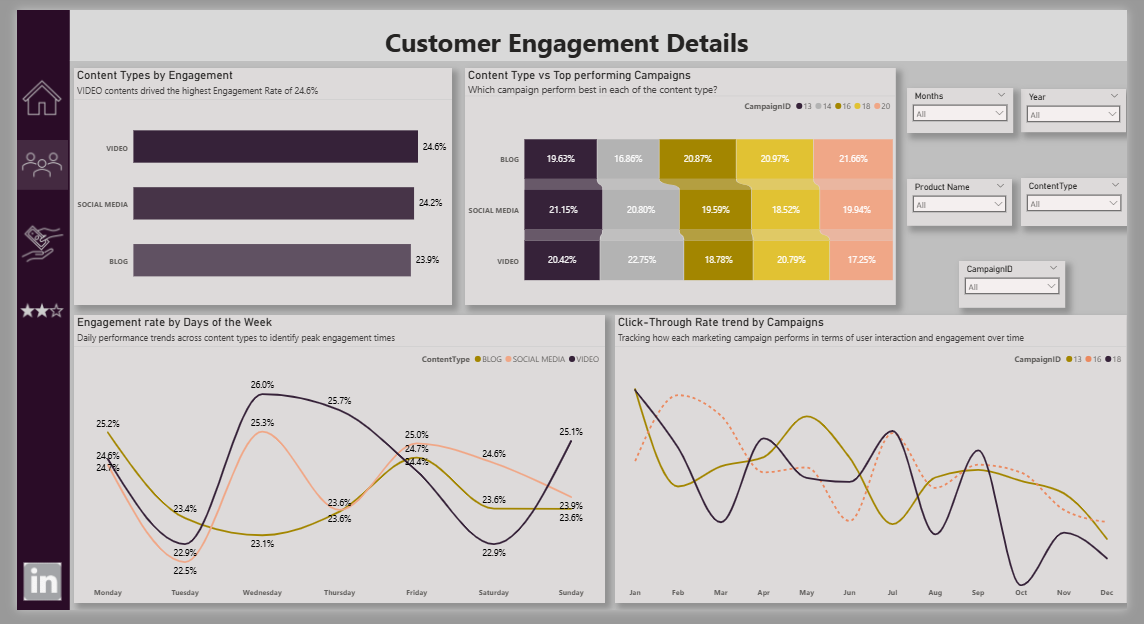 Customer Engagement Details
Content Types by Engagement
VIDEO contents drived the highest Engagement Rate of 24.6%
VIDEO
24.6%
SOCIAL MEDIA
24.2%
BLOG
23.9%
Content Type vs Top performing Campaigns
Which campaign perform best in each of the content type?
CampaignID 13 14 16 18 20
BLOG 19.63% 16.86% 20.87% 20.97% 21.66%
SOCIAL MEDIA 21.15% 20.80% 19.59% 18.52% 19.94%
VIDEO 20.42% 22.75% 18.78% 20.79% 17.25%
Months
All
Year
All
Product Name
All
ContentType
All
CampaignID
All
Engagement rate by Days of the Week
Daily performance trends across content types to identify peak engagement times
ContentType BLOG SOCIAL MEDIA VIDEO
26.0%
25.7%
25.2%
25.3%
25.0%
25.1%
24.6%
24.7%
24.7%
24.4%
24.6%
23.4%
23.6%
23.6%
23.6%
23.9%
23.6%
22.9%
23.1%
22.9%
22.5%
Monday Tuesday Wednesday Thursday Friday Saturday Sunday
Click-Through Rate trend by Campaigns
Tracking how each marketing campaign performs in terms of user interaction and engagement over time
CampaignID 13 16 18
Jan Feb Mar Apr May Jun Jul Aug Sep Oct Nov Dec
in